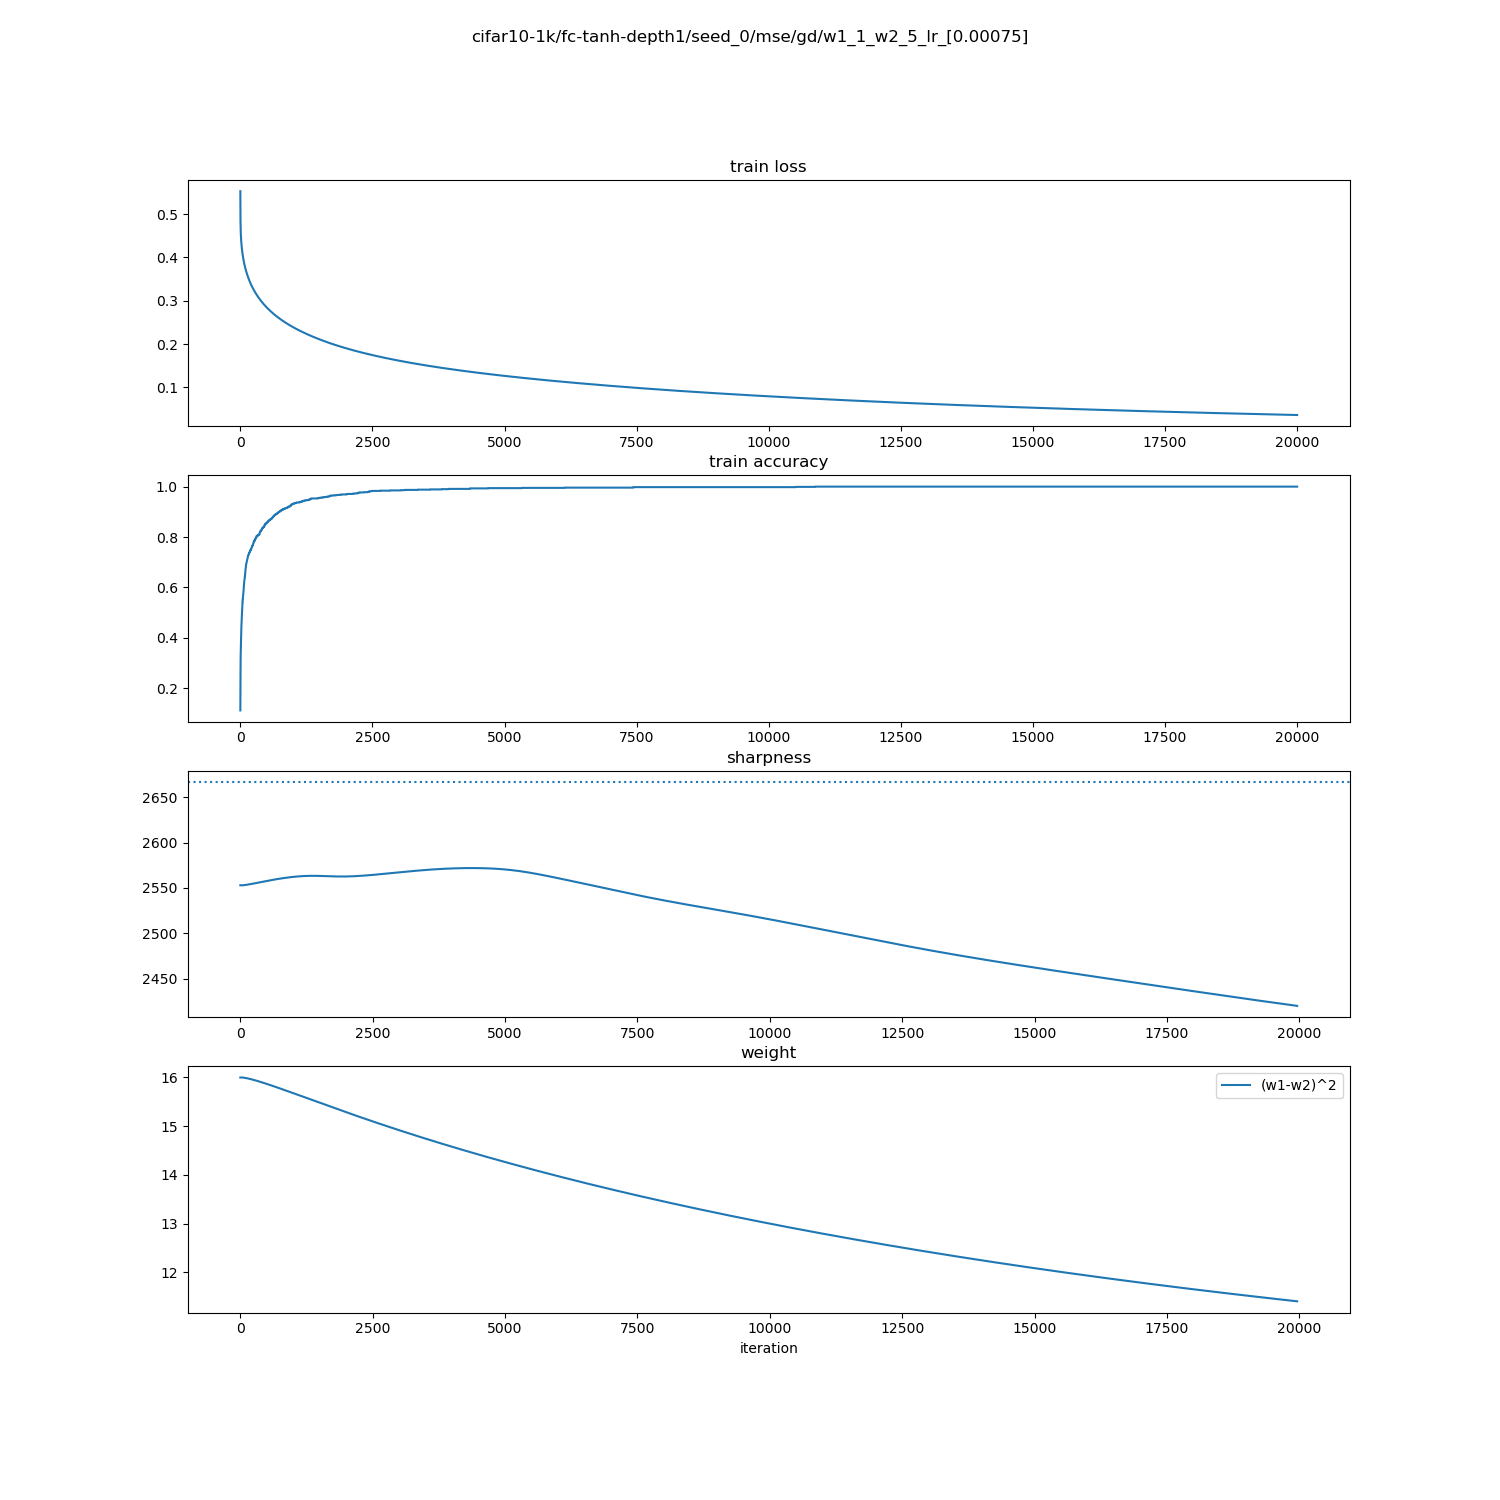 cifar10-1k/fc-tanh-depth1/seed_0/mse/gd/w1_1_w2_5_lr_[0.00075]
train loss
0.5
0.4
0.3
0.2
0.1
0 2500 5000 7500 10000 12500 15000 17500 20000
train accuracy
1.0
0.8
0.6
0.4
0.2
0 2500 5000 7500 10000 12500 15000 17500 20000
sharpness
2650
2600
2550
2500
2450
0 2500 5000 7500 10000 12500 15000 17500 20000
weight
(w1-w2)^2
16
15
14
13
12
0 2500 5000 7500 10000 12500 15000 17500 20000
iteration